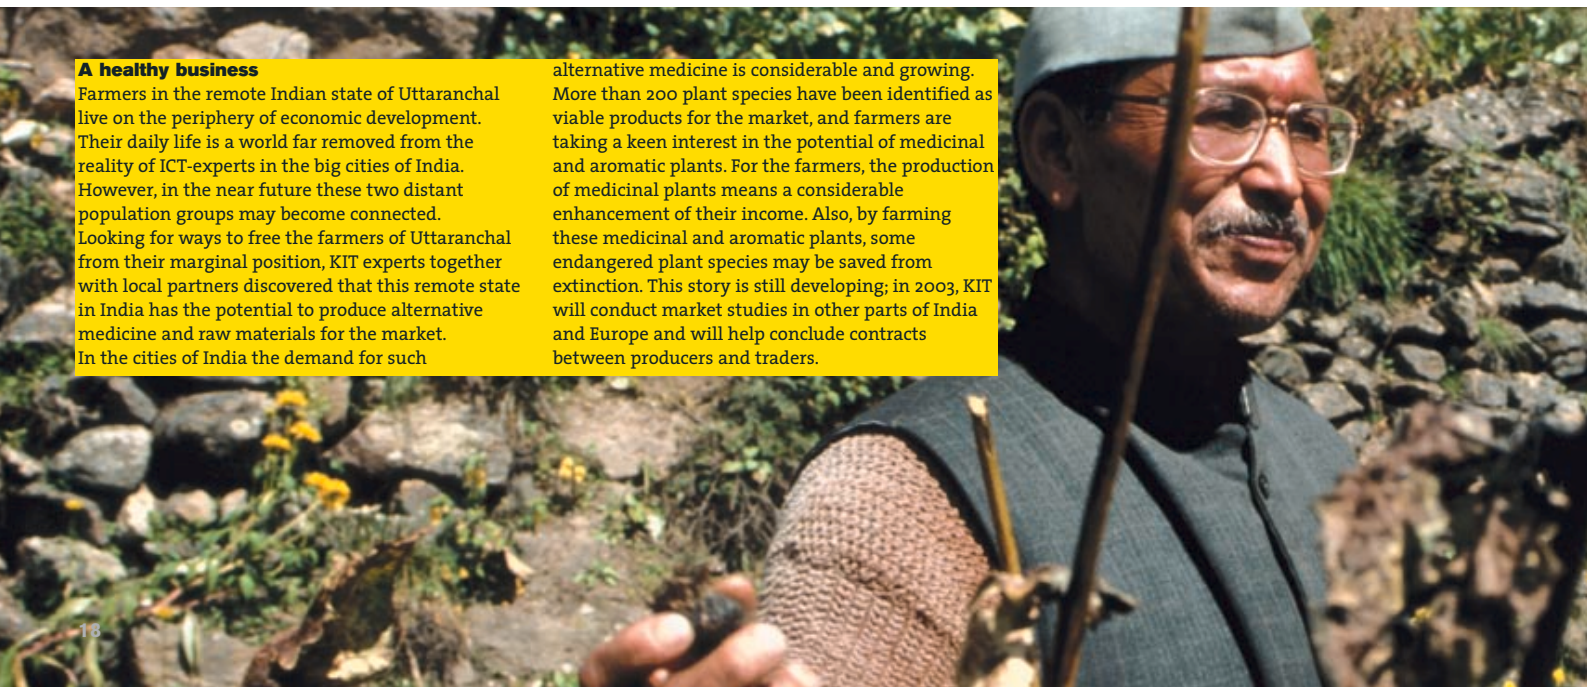 A healthy business
Farmers in the remote Indian state of Uttaranchal
live on the periphery of economic development.
Their daily life is a world far removed from the
reality of ICT-experts in the big cities of India.
However, in the near future these two distant
population groups may become connected.
Looking for ways to free the farmers of Uttaranchal
from their marginal position, KIT experts together
with local partners discovered that this remote state
in India has the potential to produce alternative
medicine and raw materials for the market.
In the cities of India the demand for such
alternative medicine is considerable and growing.
More than 200 plant species have been identified as
viable products for the market, and farmers are
taking a keen interest in the potential of medicinal
and aromatic plants. For the farmers, the production
of medicinal plants means a considerable
enhancement of their income. Also, by farming
these medicinal and aromatic plants, some
endangered plant species may be saved from
extinction. This story is still developing; in 2003, KIT
will conduct market studies in other parts of India
and Europe and will help conclude contracts
between producers and traders.
18